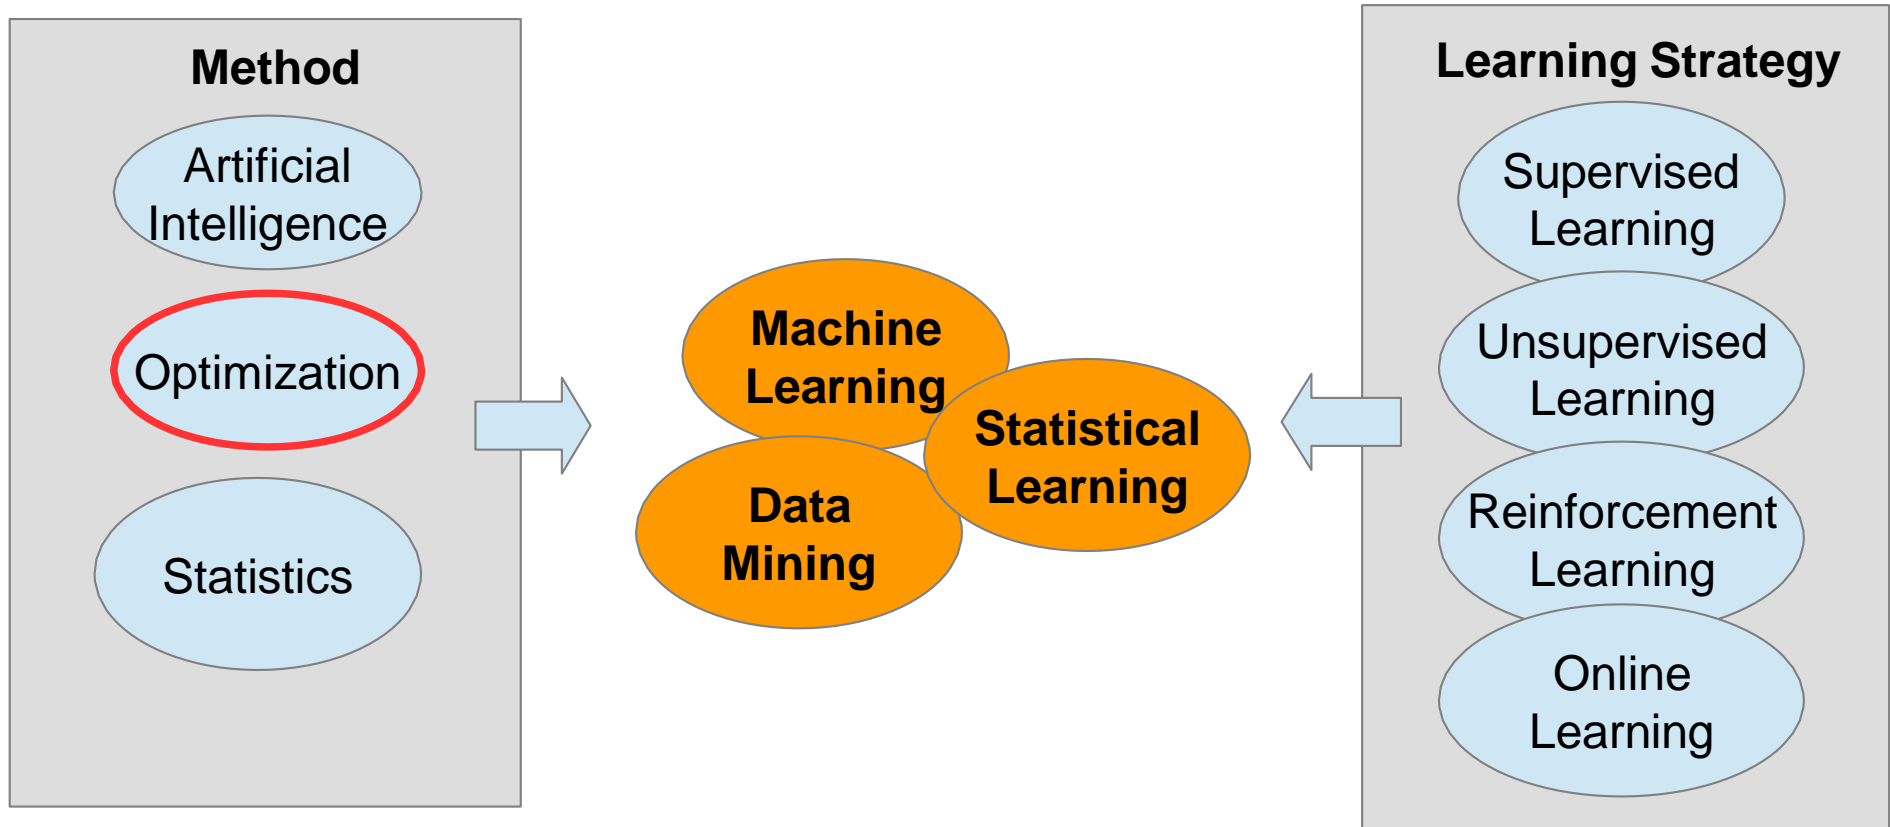 Method
Artificial
Intelligence
Optimization
Statistics
Machine
Learning
Statistical
Learning
Data
Mining
Learning Strategy
Supervised
Learning
Unsupervised
Learning
Reinforcement
Learning
Online
Learning